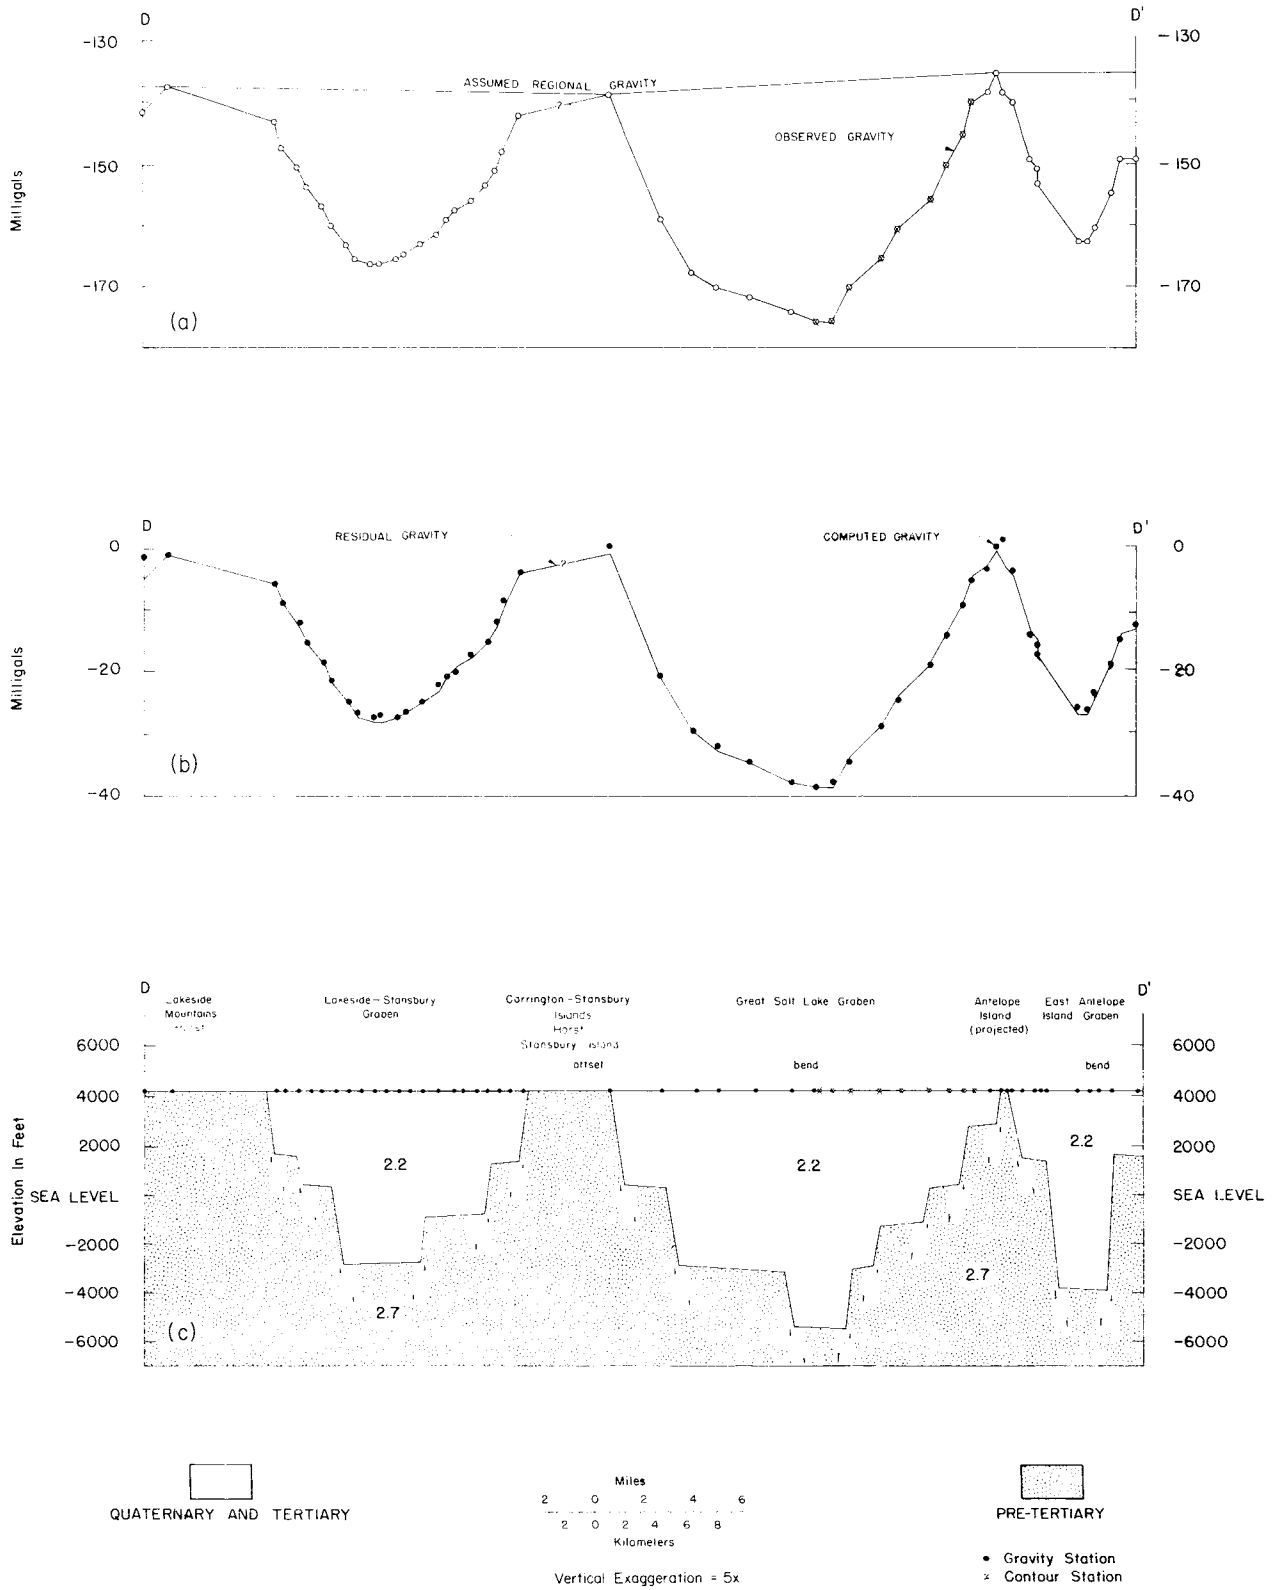 D D'
-130 -130
ASSUMED REGIONAL GRAVITY
?
OBSERVED GRAVITY
-150 -150
Milligals
-170 -170
(a)
D D'
RESIDUAL GRAVITY COMPUTED GRAVITY
0 0
?
-20 -20
Milligals
(b)
-40 -40
D D'
Lakeside
Mountains
Lakeside-Stansbury
Graben
Carrington-Stansbury
Islands
Horst
Stansbury Island
offset
Great Salt Lake Graben
bend
Antelope
Island
(projected)
East Antelope
Island Graben
bend
6000 6000
4000 4000
2000 2000
SEA LEVEL SEA LEVEL
-2000 -2000
-4000 -4000
-6000 -6000
Elevation In Feet
2.2
2.2
2.2
2.7
2.7
(c)
QUATERNARY AND TERTIARY
Miles
2 0 2 4 6
2 0 2 4 6 8
Kilometers
Vertical Exaggeration = 5x
PRE-TERTIARY
• Gravity Station
× Contour Station